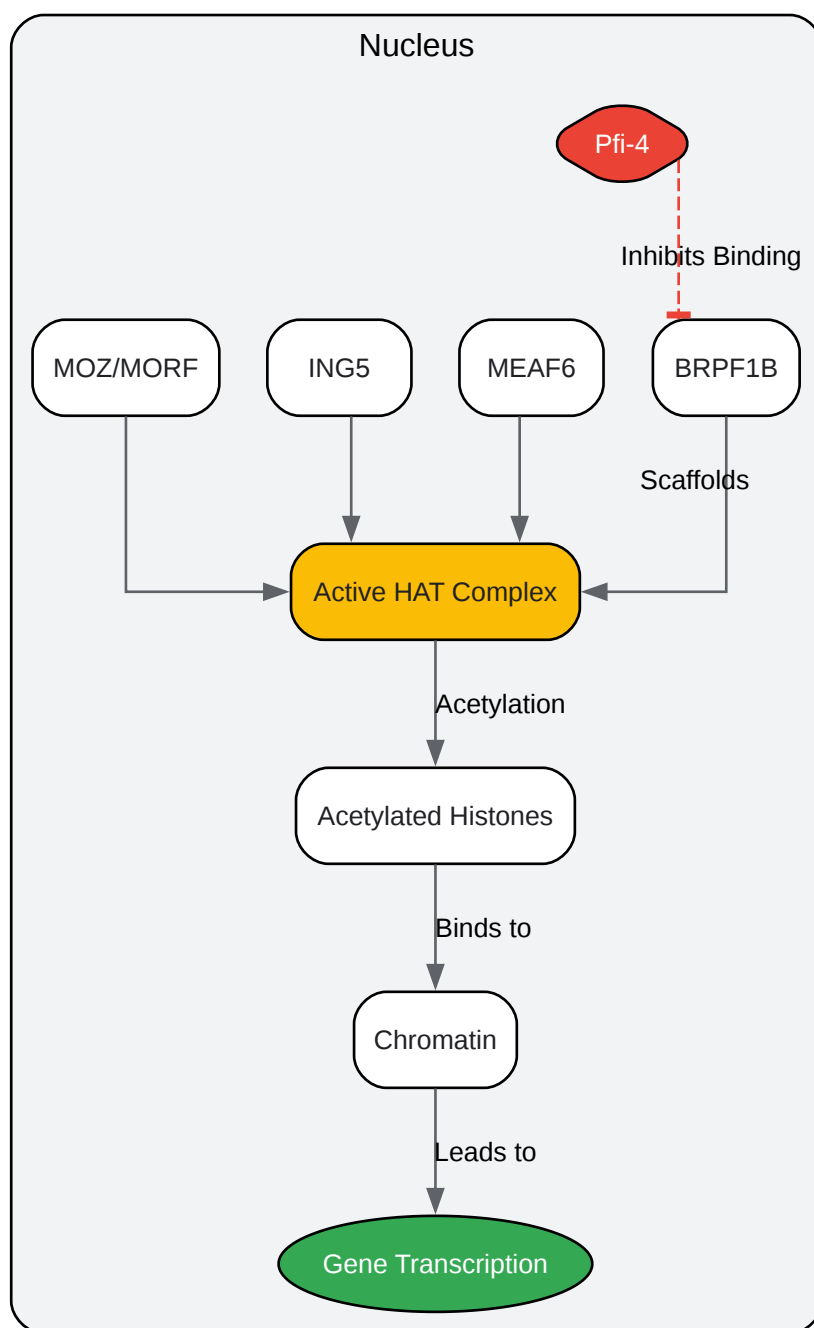 Nucleus
Pfi-4
Inhibits Binding
MOZ/MORF
ING5
MEAF6
BRPF1B
Scaffolds
Active HAT Complex
Acetylation
Acetylated Histones
Binds to
Chromatin
Leads to
Gene Transcription